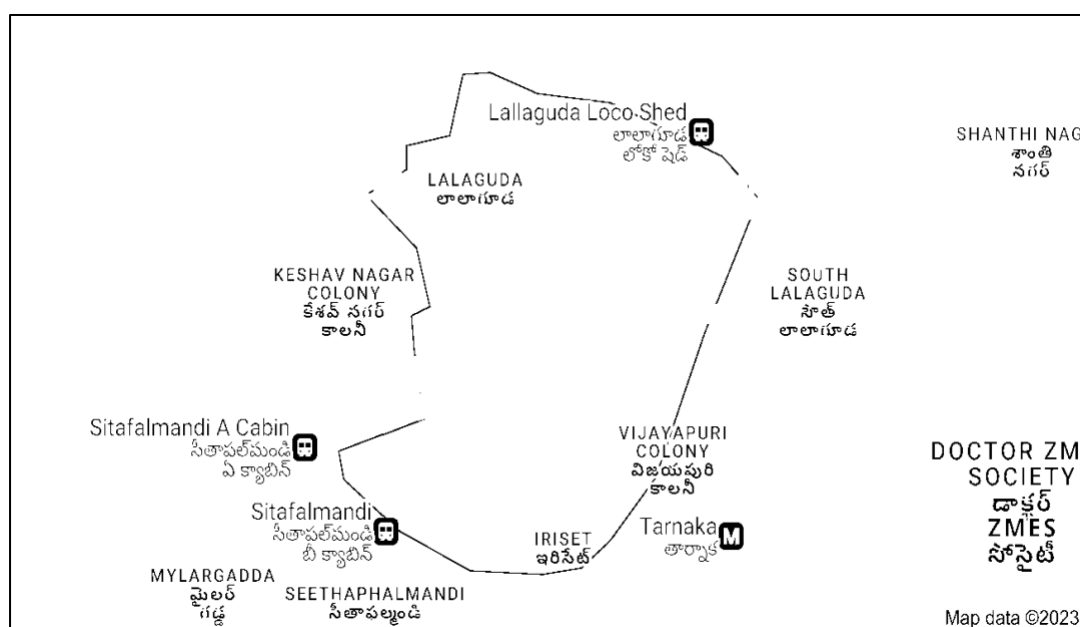 Lallaguda Loco Shed
లాలాగూడ
లోకో షెడ్
SHANTHI NAG
శాంతి
నగర్
LALAGUDA
లాలాగూడ
KESHAV NAGAR
COLONY
కేశవ్ నగర్
కాలనీ
SOUTH
LALAGUDA
సౌత్
లాలాగూడ
Sitafalmandi A Cabin
సీతాపల్‌మండి
ఏ క్యాబిన్
VIJAYAPURI
COLONY
విజయపురి
కాలనీ
DOCTOR ZM
SOCIETY
డాక్టర్
ZMES
సోసైటీ
Sitafalmandi
సీతాపల్‌మండి
బీ క్యాబిన్
IRISET
ఇరిసేట్
Tarnaka
తార్నాక
M
MYLARGADDA
మైలర్
గడ్డ
SEETHAPHALMANDI
సీతాఫల్మండి
Map data ©2023